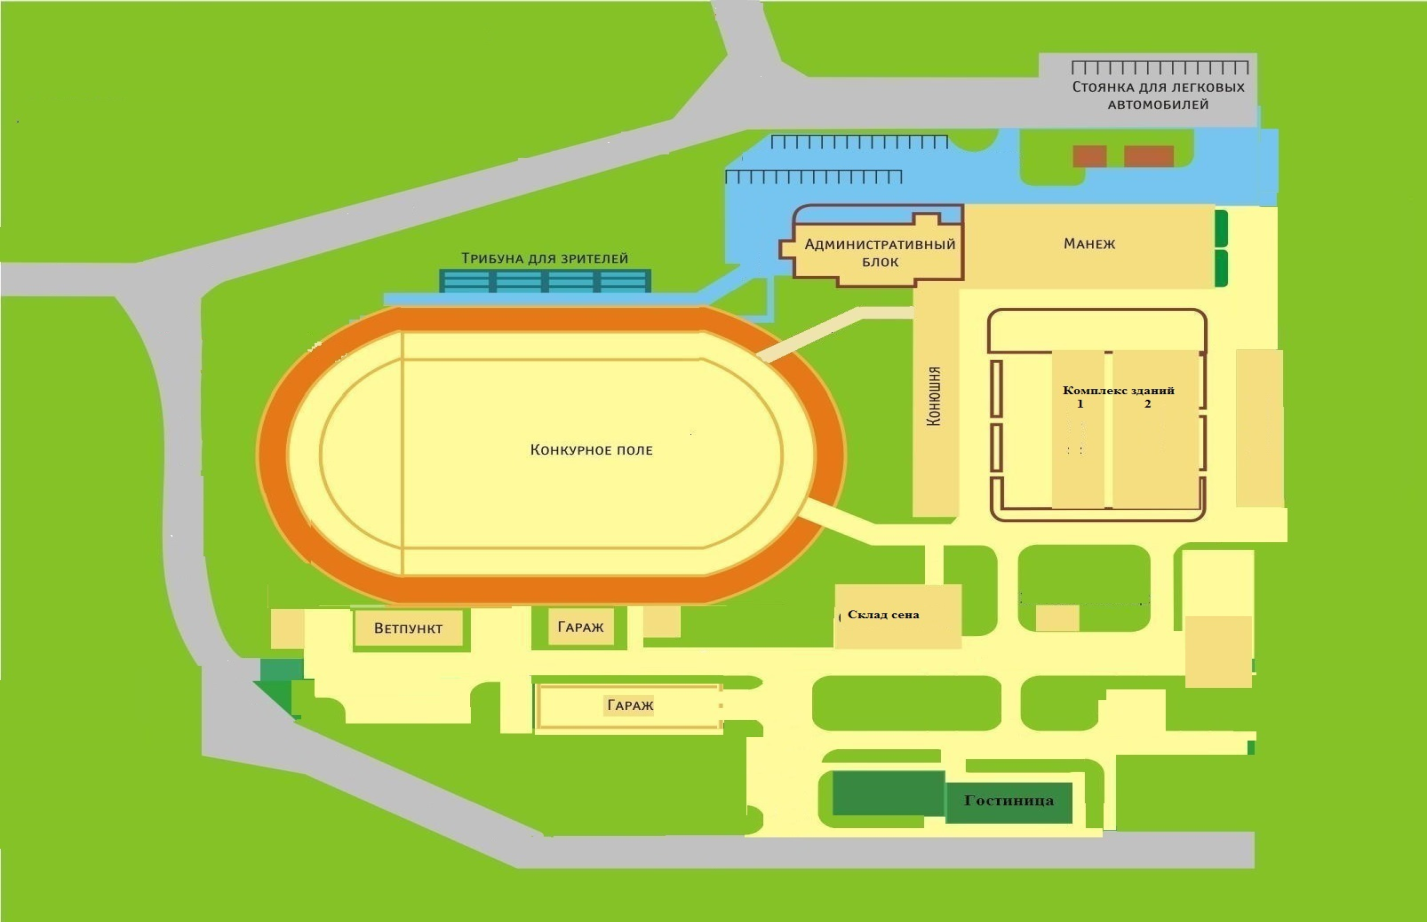 Стоянка для легковых
автомобилей
Трибуна для зрителей
Административный
блок
Манеж
Конюшня
Комплекс зданий
1 2
Конкурное поле
Ветпункт
Гараж
Склад сена
Гараж
Гостиница